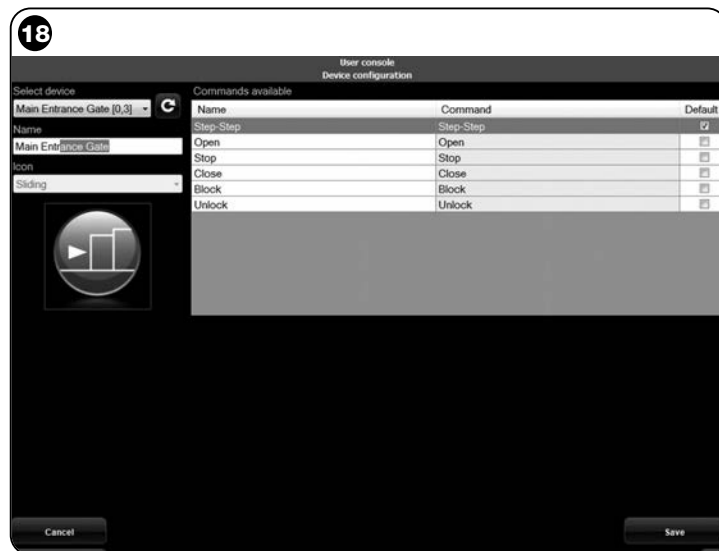 18
User console
Device configuration
Select device
Main Entrance Gate [0,3]
Name
Main Entrance Gate
Icon
Sliding
Commands available
Name Command Default
Step-Step Step-Step
Open Open
Stop Stop
Close Close
Block Block
Unlock Unlock
Cancel
Save